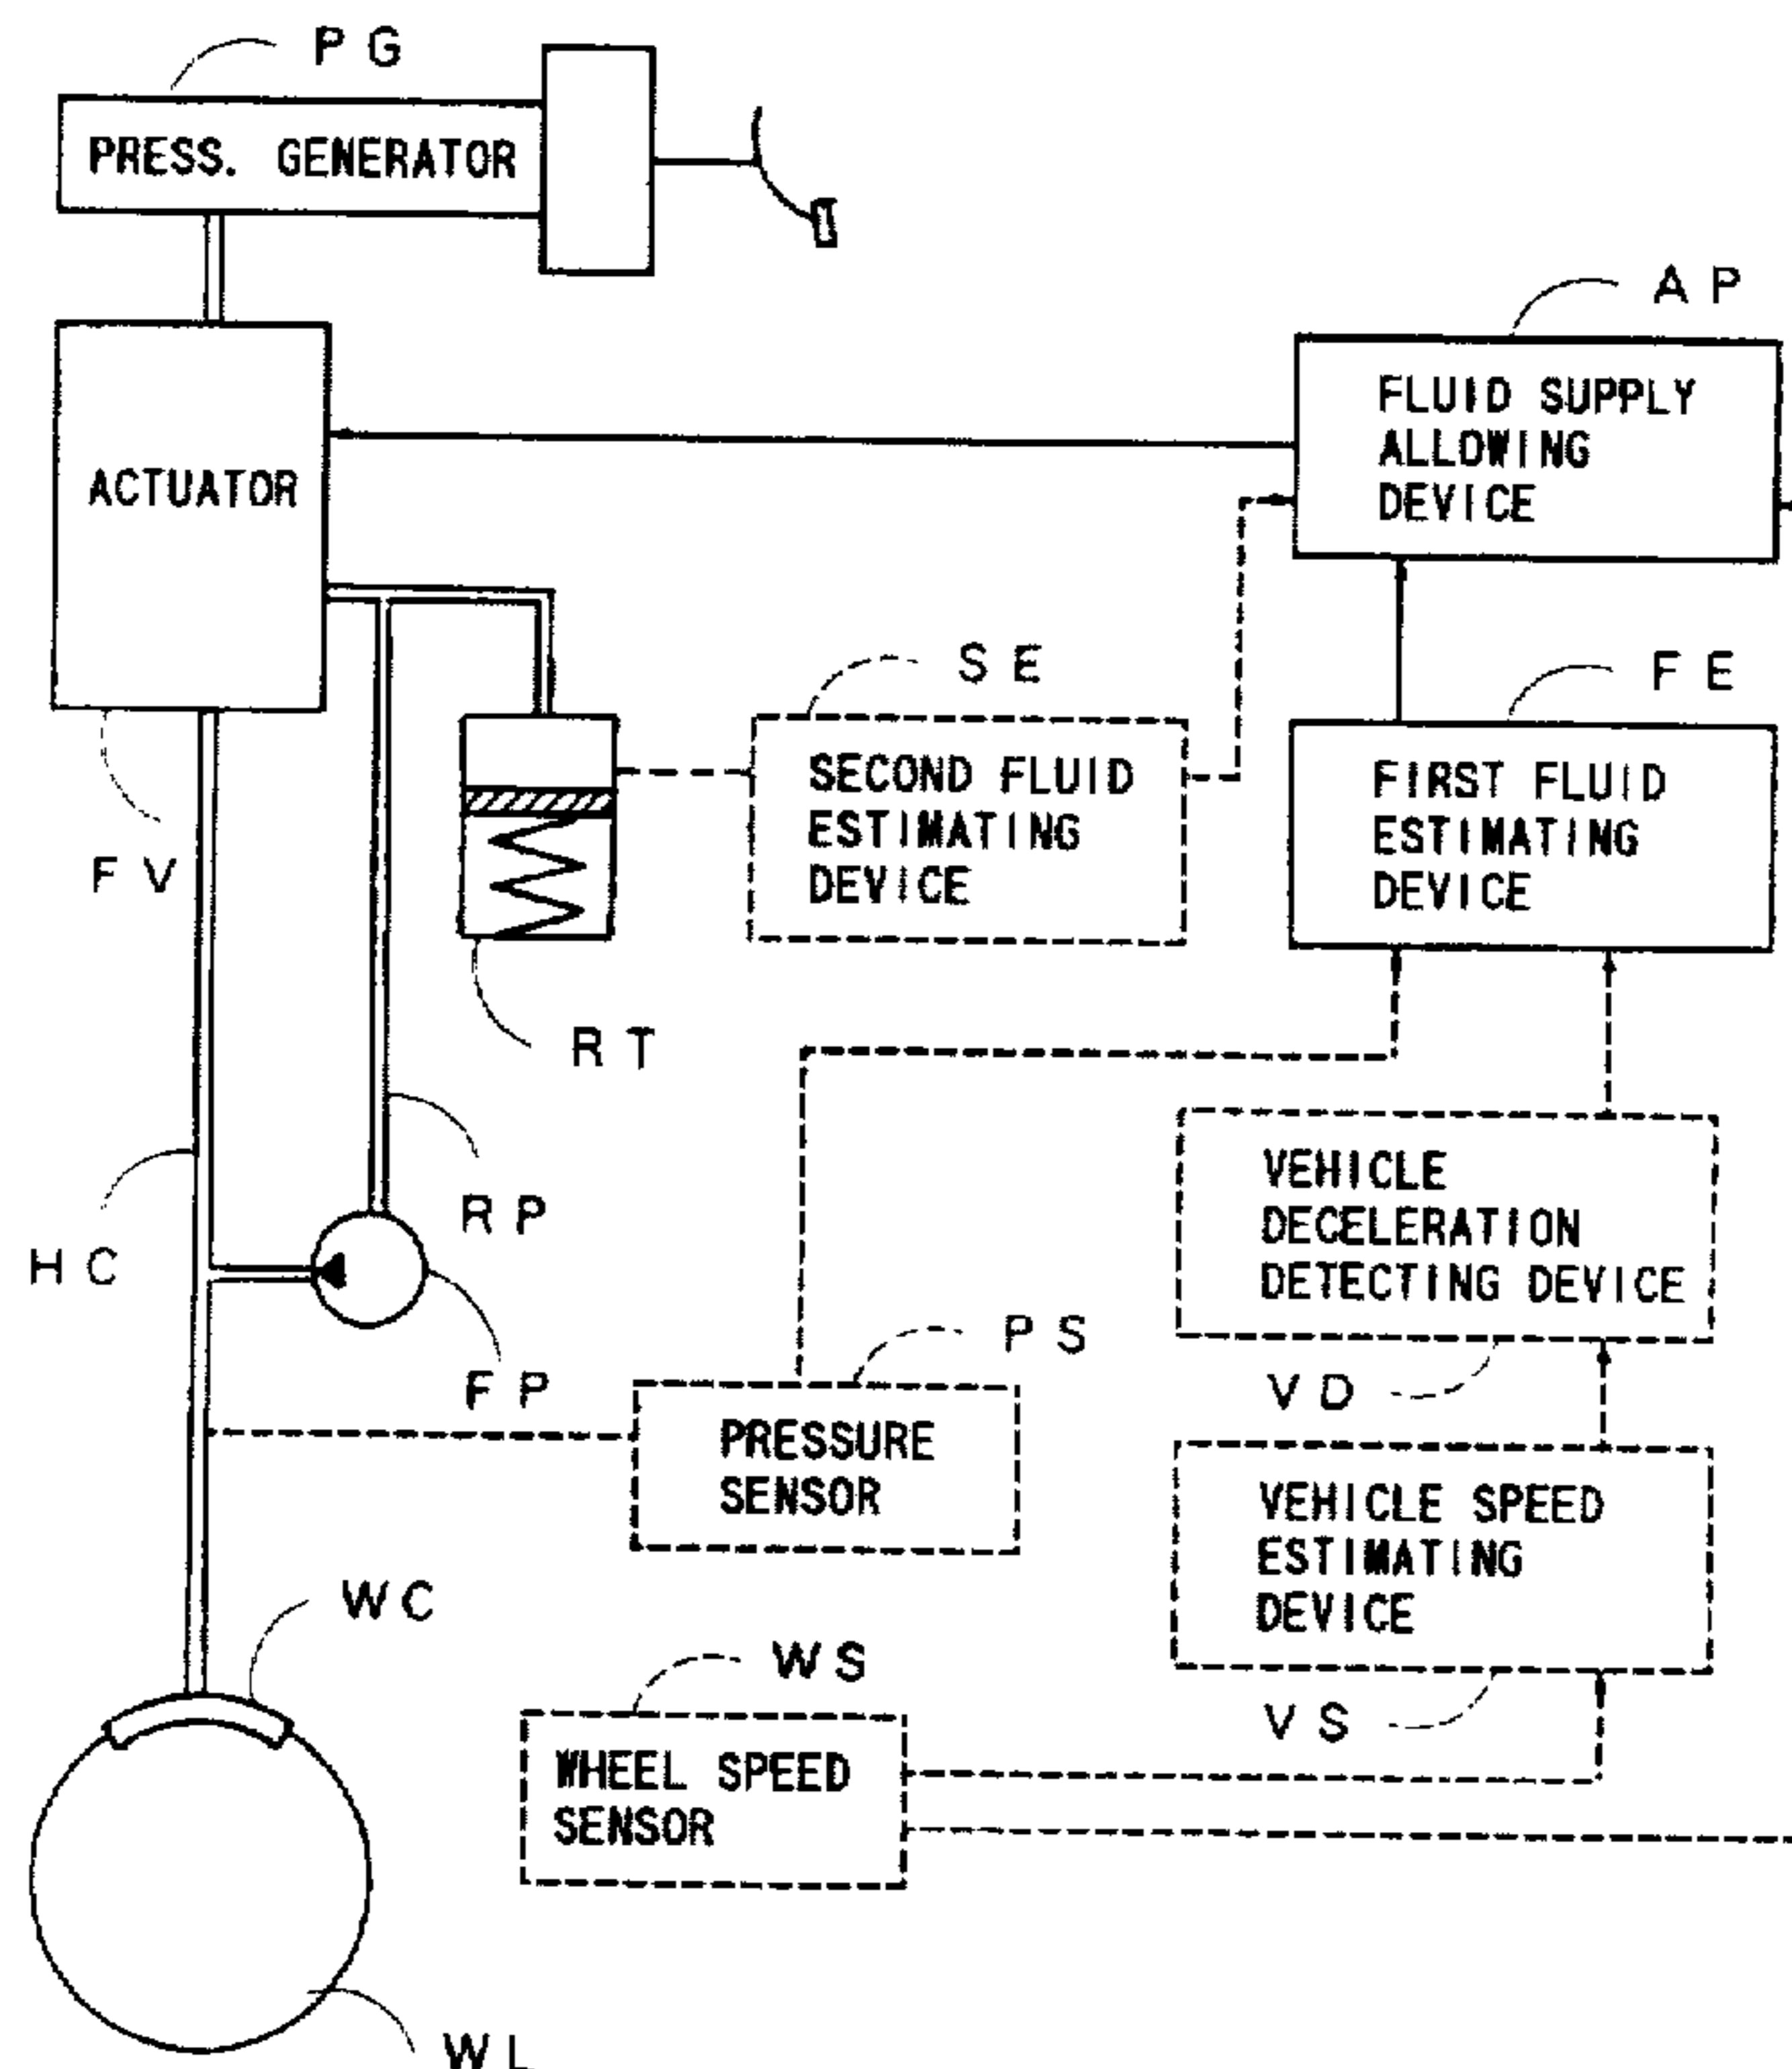 PG
PRESS. GENERATOR
AP
FLUID SUPPLY
ALLOWING
DEVICE
ACTUATOR
SE
FE
SECOND FLUID
ESTIMATING
DEVICE
FIRST FLUID
ESTIMATING
DEVICE
FV
RT
RP
HC
VEHICLE
DECELERATION
DETECTING DEVICE
PS
FP
VD
PRESSURE
SENSOR
VEHICLE SPEED
ESTIMATING
DEVICE
WC
WS
VS
WHEEL SPEED
SENSOR
WL